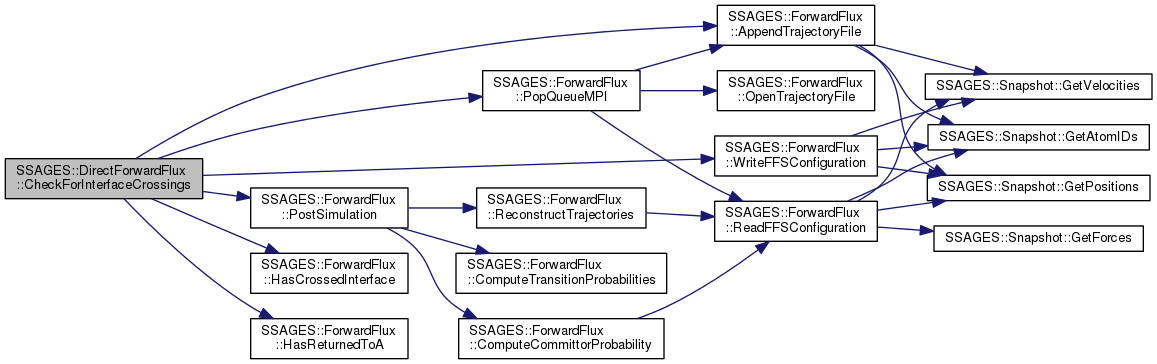 SSAGES::DirectForwardFlux
::CheckForInterfaceCrossings
SSAGES::ForwardFlux
::AppendTrajectoryFile
SSAGES::ForwardFlux
::PopQueueMPI
SSAGES::ForwardFlux
::OpenTrajectoryFile
SSAGES::ForwardFlux
::WriteFFSConfiguration
SSAGES::ForwardFlux
::PostSimulation
SSAGES::ForwardFlux
::ReconstructTrajectories
SSAGES::ForwardFlux
::ReadFFSConfiguration
SSAGES::ForwardFlux
::HasCrossedInterface
SSAGES::ForwardFlux
::ComputeTransitionProbabilities
SSAGES::ForwardFlux
::HasReturnedToA
SSAGES::ForwardFlux
::ComputeCommittorProbability
SSAGES::Snapshot::GetVelocities
SSAGES::Snapshot::GetAtomIDs
SSAGES::Snapshot::GetPositions
SSAGES::Snapshot::GetForces